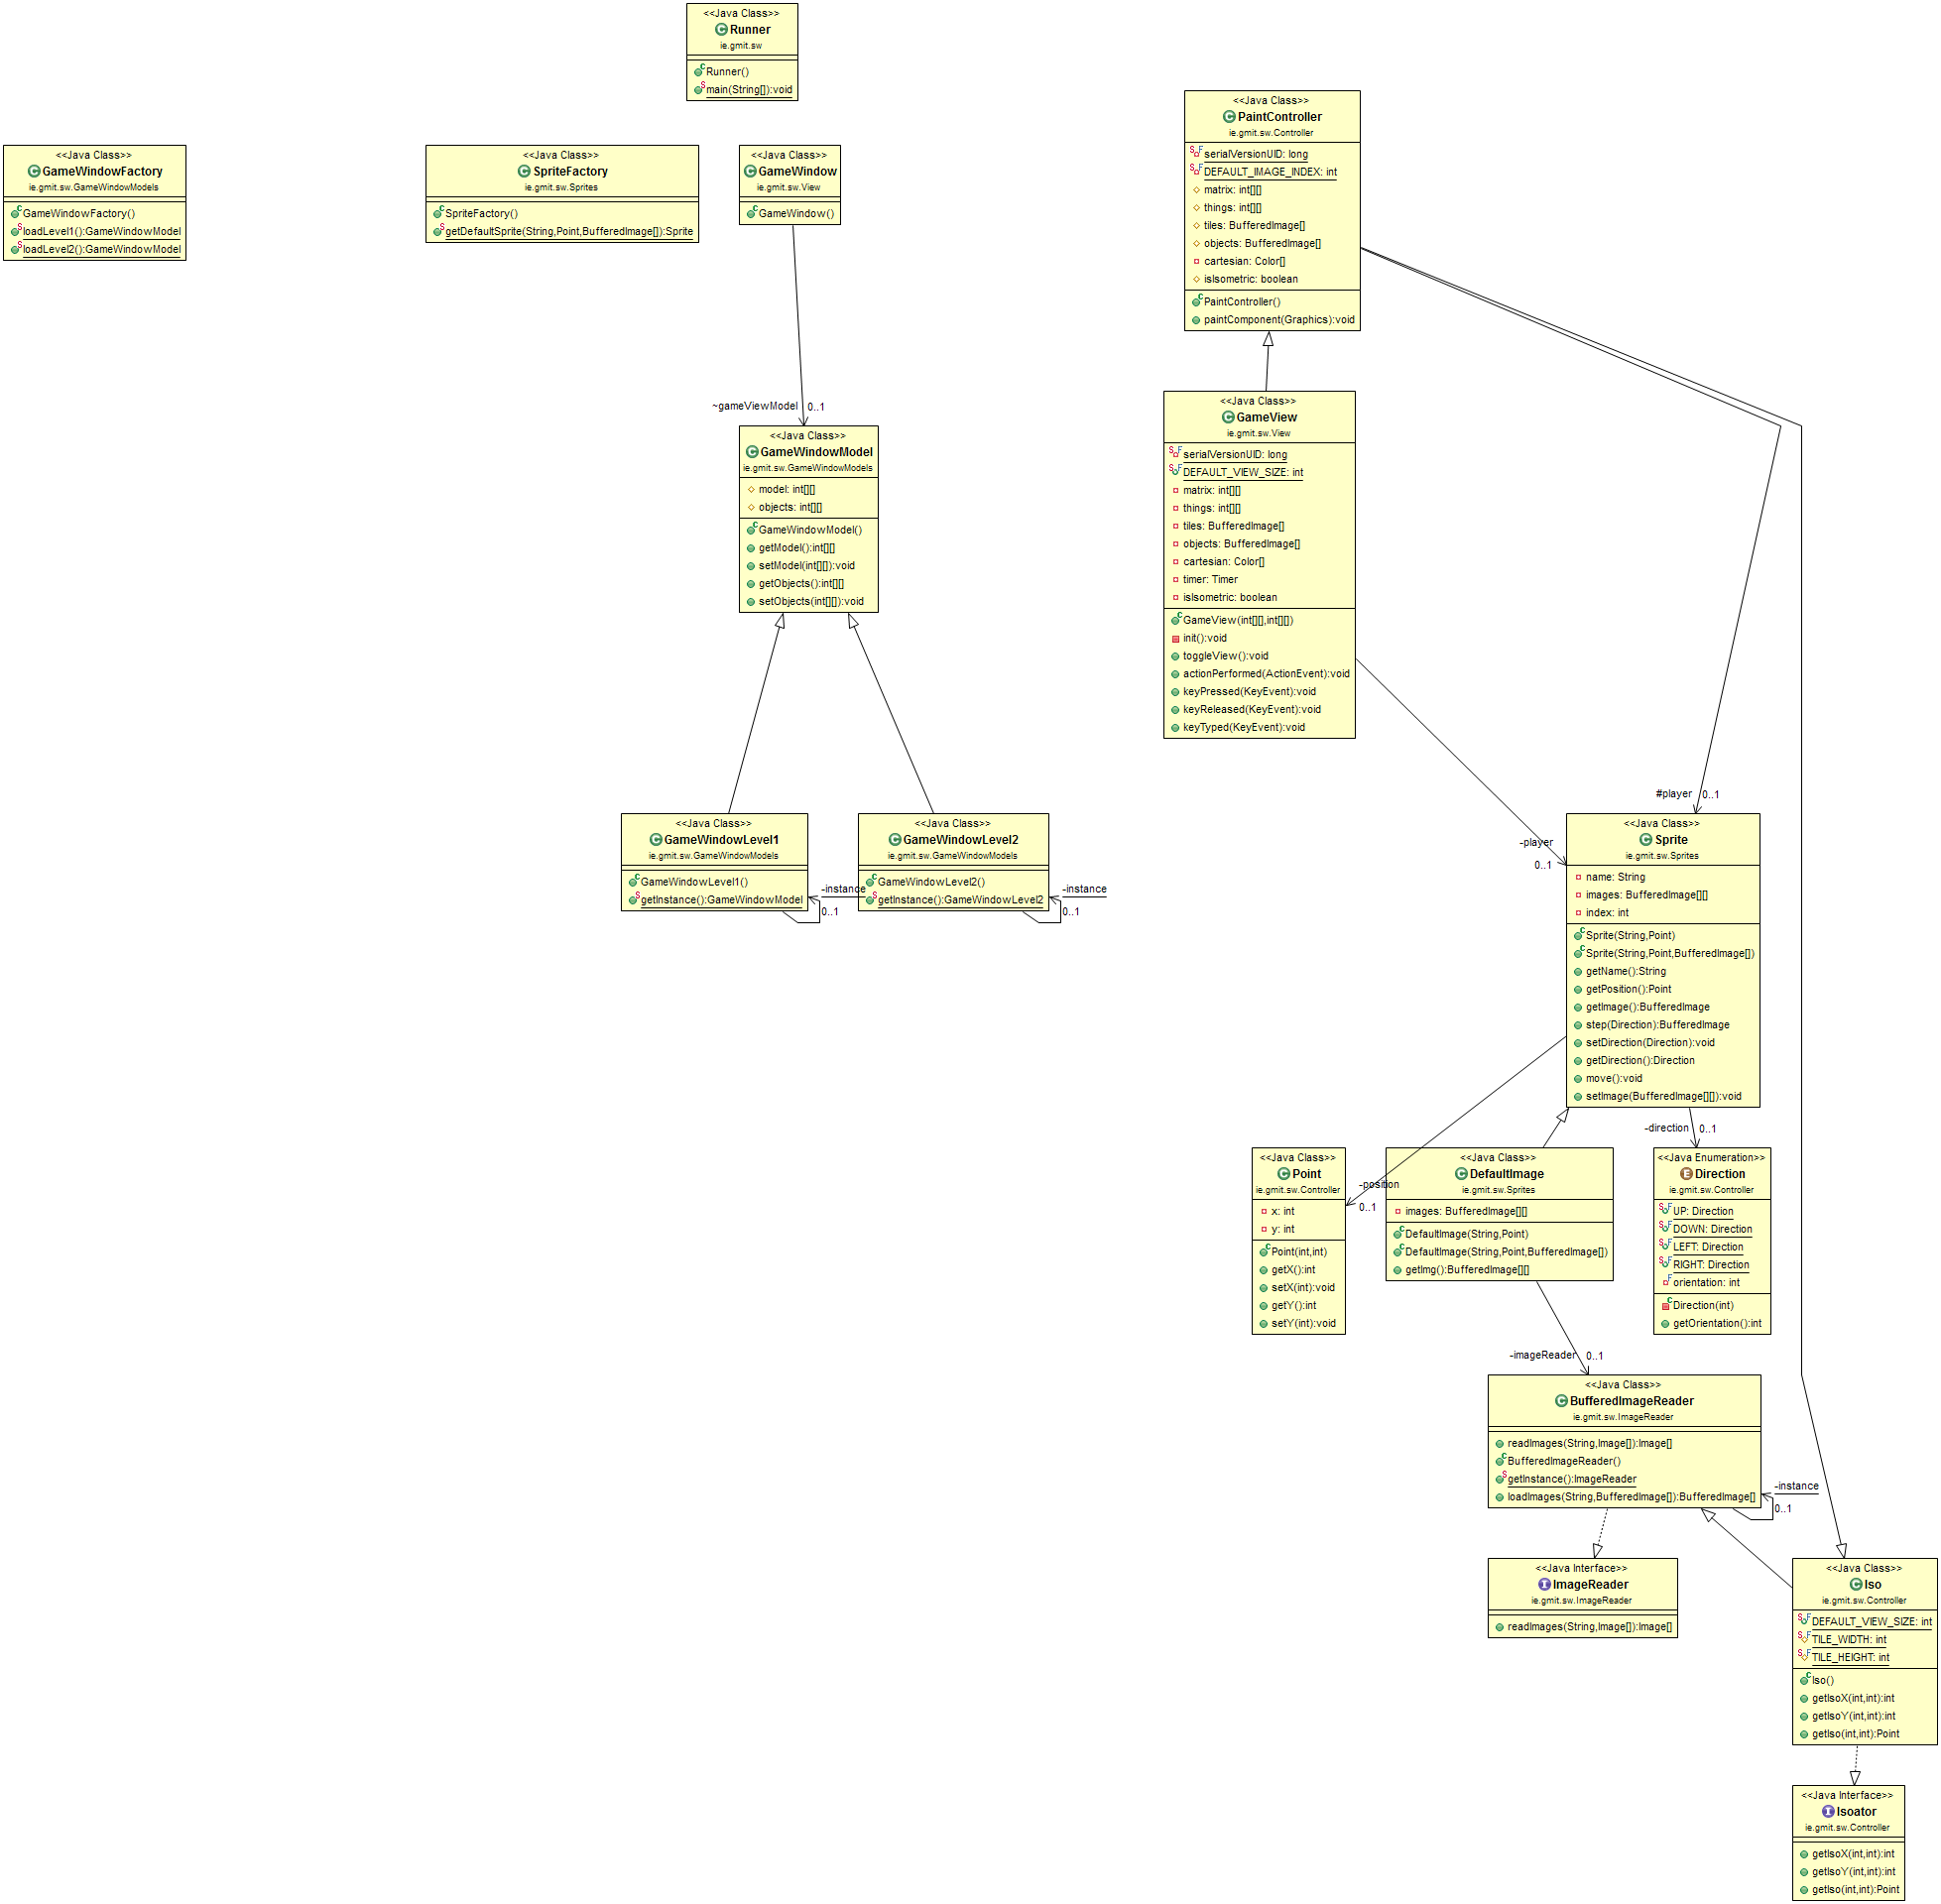 <<Java Class>>
Runner
ie.gmit.sw
Runner()
main(String[]):void
<<Java Class>>
GameWindowFactory
ie.gmit.sw.GameWindowModels
GameWindowFactory()
loadLevel1():GameWindowModel
loadLevel2():GameWindowModel
<<Java Class>>
SpriteFactory
ie.gmit.sw.Sprites
SpriteFactory()
getDefaultSprite(String,Point,BufferedImage[]):Sprite
<<Java Class>>
GameWindow
ie.gmit.sw.View
GameWindow()
~gameViewModel 0..1
<<Java Class>>
GameWindowModel
ie.gmit.sw.GameWindowModels
model: int[][]
objects: int[][]
GameWindowModel()
getModel():int[][]
setModel(int[][]):void
getObjects():int[][]
setObjects(int[][]):void
<<Java Class>>
GameWindowLevel1
ie.gmit.sw.GameWindowModels
GameWindowLevel1()
getInstance():GameWindowModel
-instance
0..1
<<Java Class>>
GameWindowLevel2
ie.gmit.sw.GameWindowModels
GameWindowLevel2()
getInstance():GameWindowLevel2
-instance
0..1
<<Java Class>>
PaintController
ie.gmit.sw.Controller
serialVersionUID: long
DEFAULT_IMAGE_INDEX: int
matrix: int[][]
things: int[][]
tiles: BufferedImage[]
objects: BufferedImage[]
cartesian: Color[]
isIsometric: boolean
PaintController()
paintComponent(Graphics):void
<<Java Class>>
GameView
ie.gmit.sw.View
serialVersionUID: long
DEFAULT_VIEW_SIZE: int
matrix: int[][]
things: int[][]
tiles: BufferedImage[]
objects: BufferedImage[]
cartesian: Color[]
timer: Timer
isIsometric: boolean
GameView(int[][],int[][])
init():void
toggleView():void
actionPerformed(ActionEvent):void
keyPressed(KeyEvent):void
keyReleased(KeyEvent):void
keyTyped(KeyEvent):void
#player 0..1
-player
0..1
<<Java Class>>
Sprite
ie.gmit.sw.Sprites
name: String
images: BufferedImage[][]
index: int
Sprite(String,Point)
Sprite(String,Point,BufferedImage[])
getName():String
getPosition():Point
getImage():BufferedImage
step(Direction):BufferedImage
setDirection(Direction):void
getDirection():Direction
move():void
setImage(BufferedImage[][]):void
-direction 0..1
-position
0..1
<<Java Class>>
Point
ie.gmit.sw.Controller
x: int
y: int
Point(int,int)
getX():int
setX(int):void
getY():int
setY(int):void
<<Java Class>>
DefaultImage
ie.gmit.sw.Sprites
images: BufferedImage[][]
DefaultImage(String,Point)
DefaultImage(String,Point,BufferedImage[])
getImg():BufferedImage[][]
<<Java Enumeration>>
Direction
ie.gmit.sw.Controller
UP: Direction
DOWN: Direction
LEFT: Direction
RIGHT: Direction
orientation: int
Direction(int)
getOrientation():int
-imageReader 0..1
<<Java Class>>
BufferedImageReader
ie.gmit.sw.ImageReader
readImages(String,Image[]):Image[]
BufferedImageReader()
getInstance():ImageReader
loadImages(String,BufferedImage[]):BufferedImage[]
-instance
0..1
<<Java Interface>>
ImageReader
ie.gmit.sw.ImageReader
readImages(String,Image[]):Image[]
<<Java Class>>
Iso
ie.gmit.sw.Controller
DEFAULT_VIEW_SIZE: int
TILE_WIDTH: int
TILE_HEIGHT: int
Iso()
getIsoX(int,int):int
getIsoY(int,int):int
getIso(int,int):Point
<<Java Interface>>
Isoator
ie.gmit.sw.Controller
getIsoX(int,int):int
getIsoY(int,int):int
getIso(int,int):Point